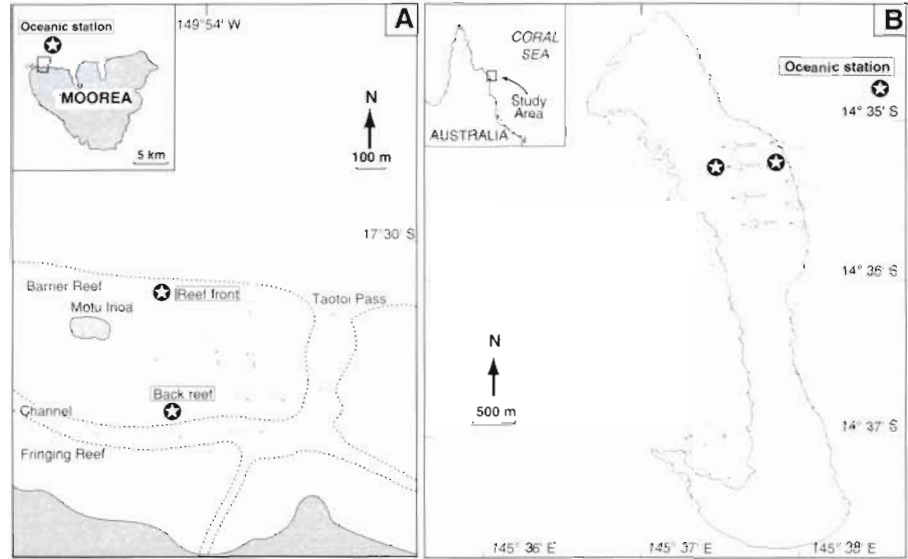 A
149°54' W
Oceanic station
MOOREA
5 km
N
100 m
17°30' S
Barrier Reef
Reef front
Motu Irioa
Taotoi Pass
Back reef
Channel
Fringing Reef
B
CORAL
SEA
Study
Area
AUSTRALIA
Oceanic station
14° 35' S
14° 36' S
N
500 m
14° 37' S
145° 36' E
145° 37' E
145° 38' E